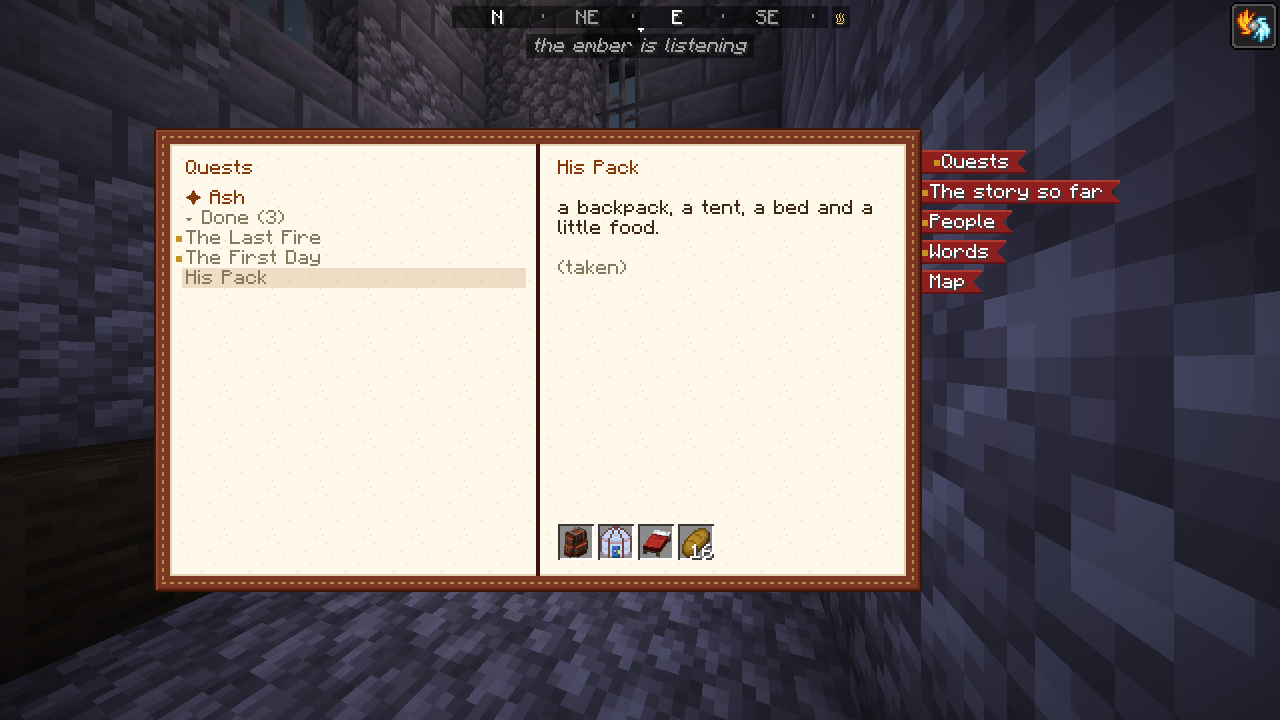 N · NE · E · SE ·
the ember is listening
Quests
Ash
Done (3)
The Last Fire
The First Day
His Pack
His Pack
a backpack, a tent, a bed and a
little food.
(taken)
16
Quests
The story so far
People
Words
Map